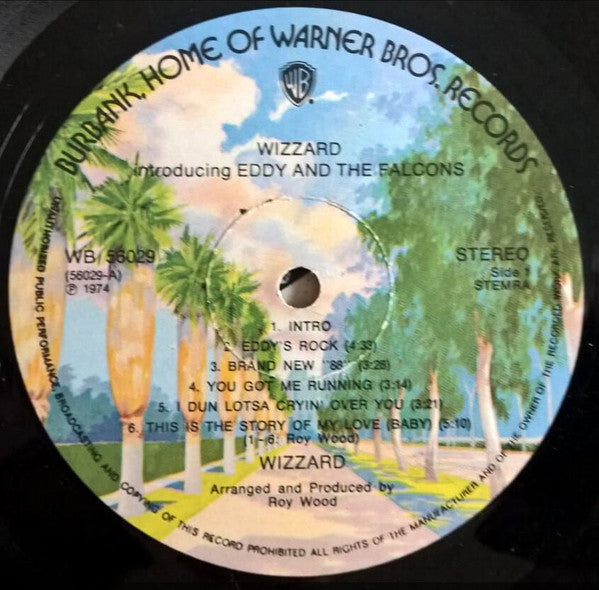 BURBANK, HOME OF WARNER BROS. RECORDS
WB
WIZZARD
introducing EDDY AND THE FALCONS
WB 56029
(56029-A)
℗ 1974
STEREO
Side 1
STEMRA
1. INTRO
2. EDDY'S ROCK (4:33)
3. BRAND NEW "88" (3:28)
4. YOU GOT ME RUNNING (3:14)
5. I DUN LOTSA CRYIN' OVER YOU (3:21)
6. THIS IS THE STORY OF MY LOVE (BABY) (5:10)
(1-6: Roy Wood)
WIZZARD
Arranged and Produced by
Roy Wood
UNAUTHORIZED PUBLIC PERFORMANCE, BROADCASTING AND COPYING OF THIS RECORD PROHIBITED ALL RIGHTS OF THE MANUFACTURER AND OF THE OWNER OF THE RECORDED WORK ARE RESERVED